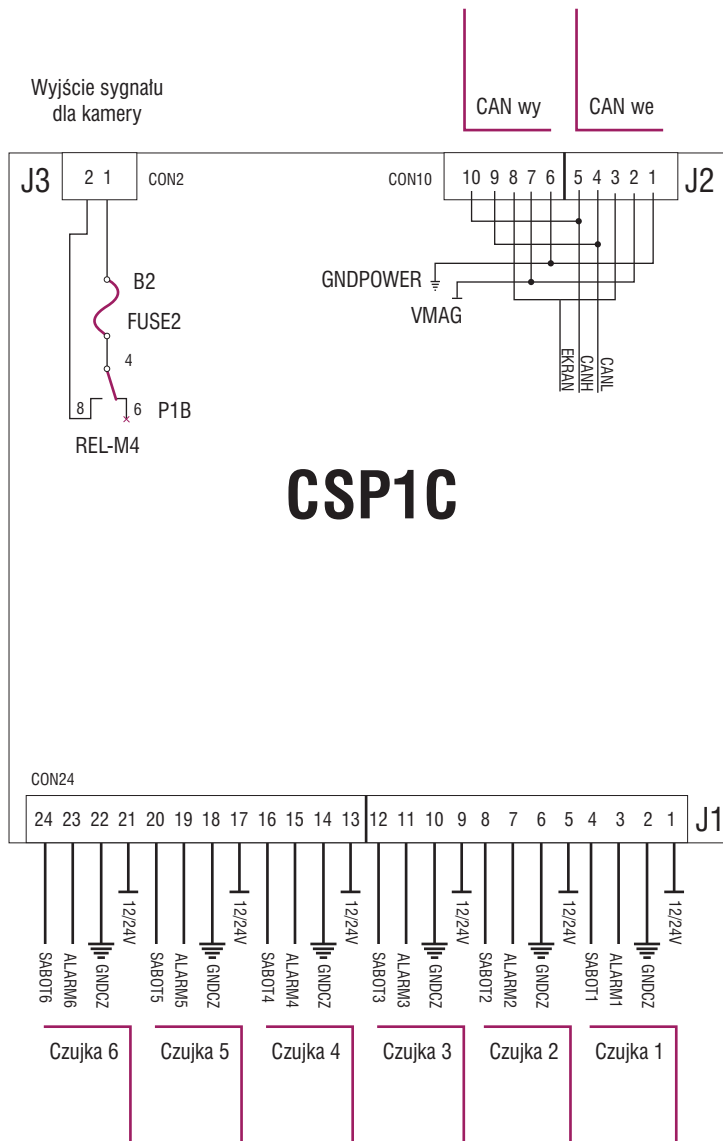 Wyjście sygnału
dla kamery
CAN wy
CAN we
J3
2 1
CON2
CON10
10 9 8 7 6 5 4 3 2 1
J2
B2
FUSE2
4
8
6
P1B
REL-M4
GNDPOWER
VMAG
EKRAN
CANH
CANL
CSP1C
CON24
24 23 22 21 20 19 18 17 16 15 14 13 12 11 10 9 8 7 6 5 4 3 2 1
J1
SABOT6
ALARM6
GNDCZ
12/24V
SABOT5
ALARM5
GNDCZ
12/24V
SABOT4
ALARM4
GNDCZ
12/24V
SABOT3
ALARM3
GNDCZ
12/24V
SABOT2
ALARM2
GNDCZ
12/24V
SABOT1
ALARM1
GNDCZ
12/24V
Czujka 6
Czujka 5
Czujka 4
Czujka 3
Czujka 2
Czujka 1